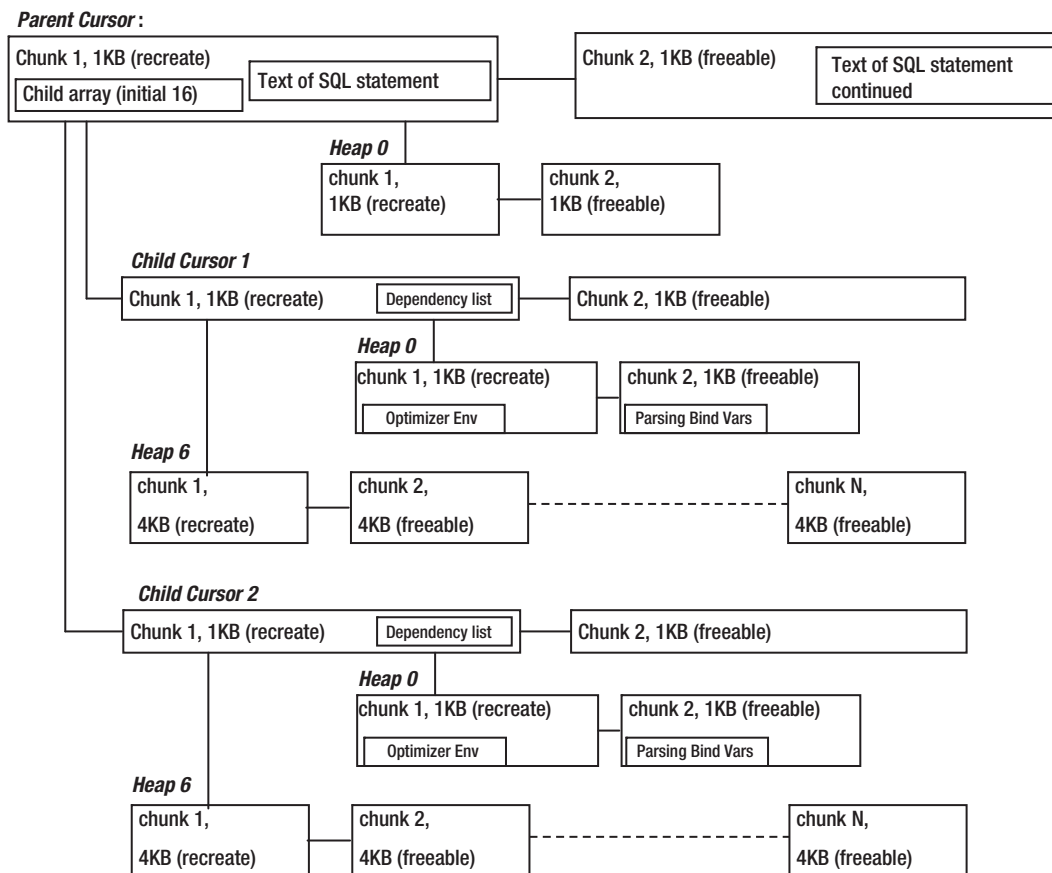 Parent Cursor :
Chunk 1, 1KB (recreate)
Child array (initial 16)
Text of SQL statement
Chunk 2, 1KB (freeable)
Text of SQL statement
continued
Heap 0
chunk 1,
1KB (recreate)
chunk 2,
1KB (freeable)
Child Cursor 1
Chunk 1, 1KB (recreate)
Dependency list
Chunk 2, 1KB (freeable)
Heap 0
chunk 1, 1KB (recreate)
Optimizer Env
chunk 2, 1KB (freeable)
Parsing Bind Vars
Heap 6
chunk 1,
4KB (recreate)
chunk 2,
4KB (freeable)
chunk N,
4KB (freeable)
Child Cursor 2
Chunk 1, 1KB (recreate)
Dependency list
Chunk 2, 1KB (freeable)
Heap 0
chunk 1, 1KB (recreate)
Optimizer Env
chunk 2, 1KB (freeable)
Parsing Bind Vars
Heap 6
chunk 1,
4KB (recreate)
chunk 2,
4KB (freeable)
chunk N,
4KB (freeable)